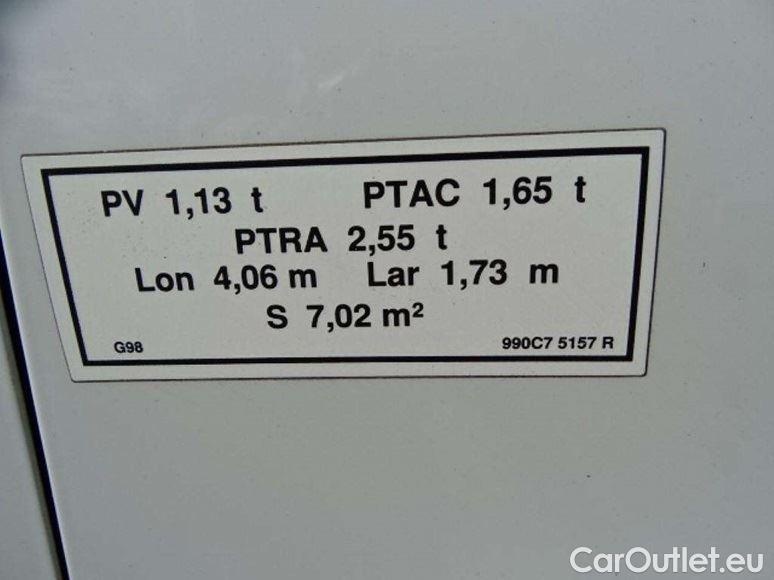 PV 1,13 t PTAC 1,65 t
PTRA 2,55 t
Lon 4,06 m Lar 1,73 m
S 7,02 m²
G98 990C7 5157 R
CarOutlet.eu